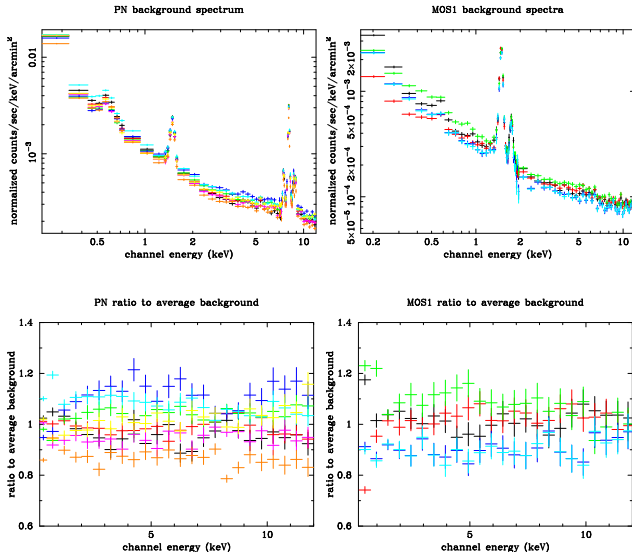 PN background spectrum
MOS1 background spectra
normalized counts/sec/keV/arcmin²
0.01
10⁻³
0.5 1 2 5 10
channel energy (keV)
normalized counts/sec/keV/arcmin²
2×10⁻³
10⁻³
5×10⁻⁴
2×10⁻⁴
10⁻⁴
5×10⁻⁵
0.2 0.5 1 2 5 10
channel energy (keV)
PN ratio to average background
MOS1 ratio to average background
ratio to average background
1.4
1.2
1
0.8
0.6
5 10
channel energy (keV)
ratio to average background
1.4
1.2
1
0.8
0.6
5 10
channel energy (keV)